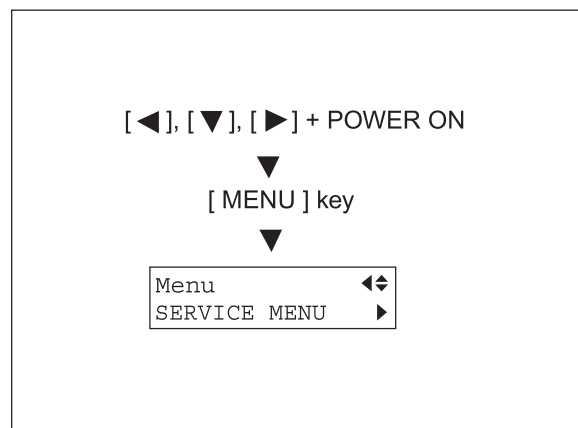 [ ◀ ], [ ▼ ], [ ▶ ] + POWER ON
▼
[ MENU ] key
▼
Menu ◀◆
SERVICE MENU ▶